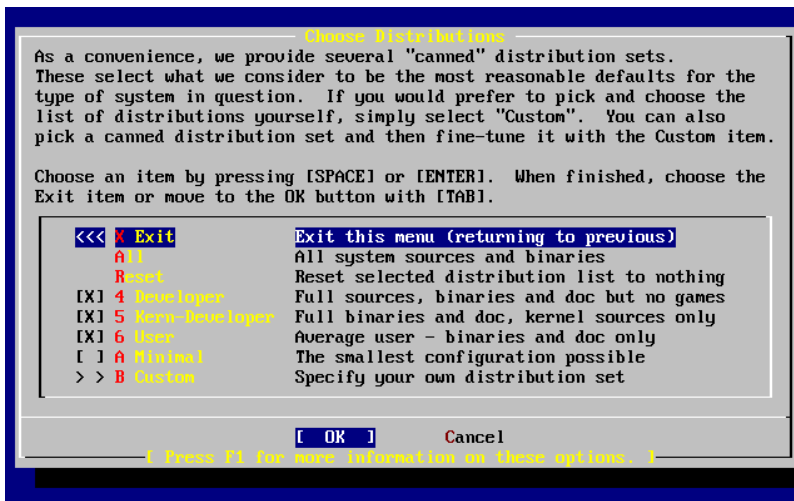 Choose Distributions
As a convenience, we provide several "canned" distribution sets.
These select what we consider to be the most reasonable defaults for the
type of system in question.  If you would prefer to pick and choose the
list of distributions yourself, simply select "Custom".  You can also
pick a canned distribution set and then fine-tune it with the Custom item.
Choose an item by pressing [SPACE] or [ENTER].  When finished, choose the
Exit item or move to the OK button with [TAB].
<<< X Exit Exit this menu (returning to previous)
All All system sources and binaries
Reset Reset selected distribution list to nothing
[X] 4 Developer Full sources, binaries and doc but no games
[X] 5 Kern-Developer Full binaries and doc, kernel sources only
[X] 6 User Average user - binaries and doc only
[ ] A Minimal The smallest configuration possible
> > B Custom Specify your own distribution set
[ OK ] Cancel
[ Press F1 for more information on these options. ]